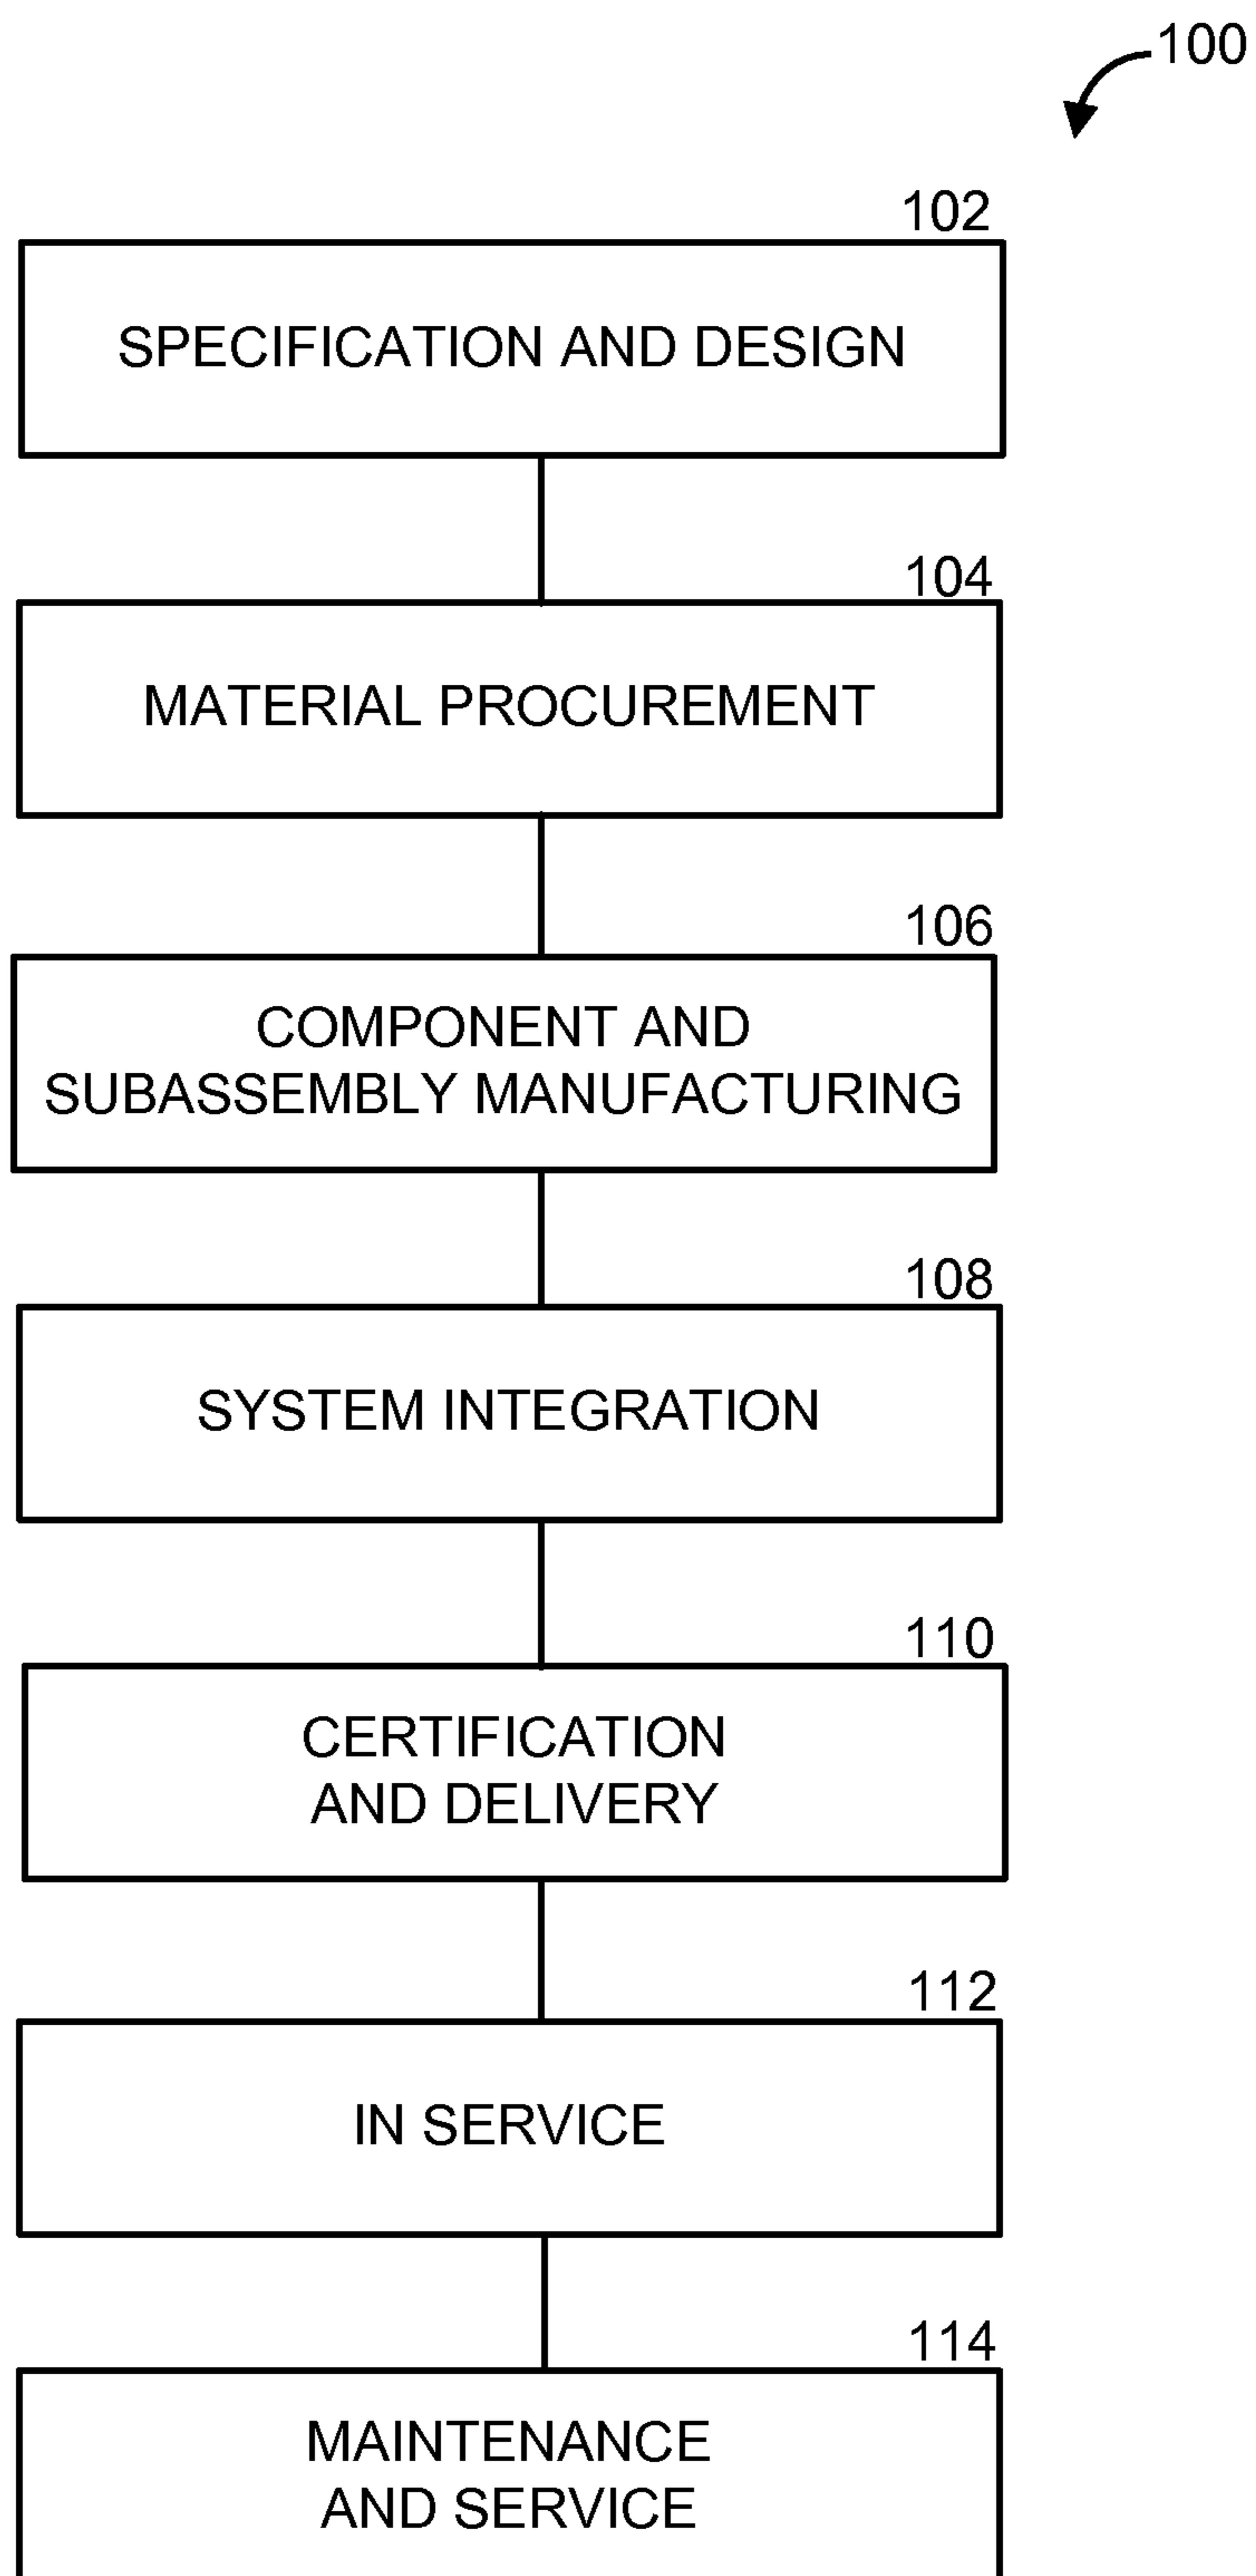 100
102
SPECIFICATION AND DESIGN
104
MATERIAL PROCUREMENT
106
COMPONENT AND
SUBASSEMBLY MANUFACTURING
108
SYSTEM INTEGRATION
110
CERTIFICATION
AND DELIVERY
112
IN SERVICE
114
MAINTENANCE
AND SERVICE